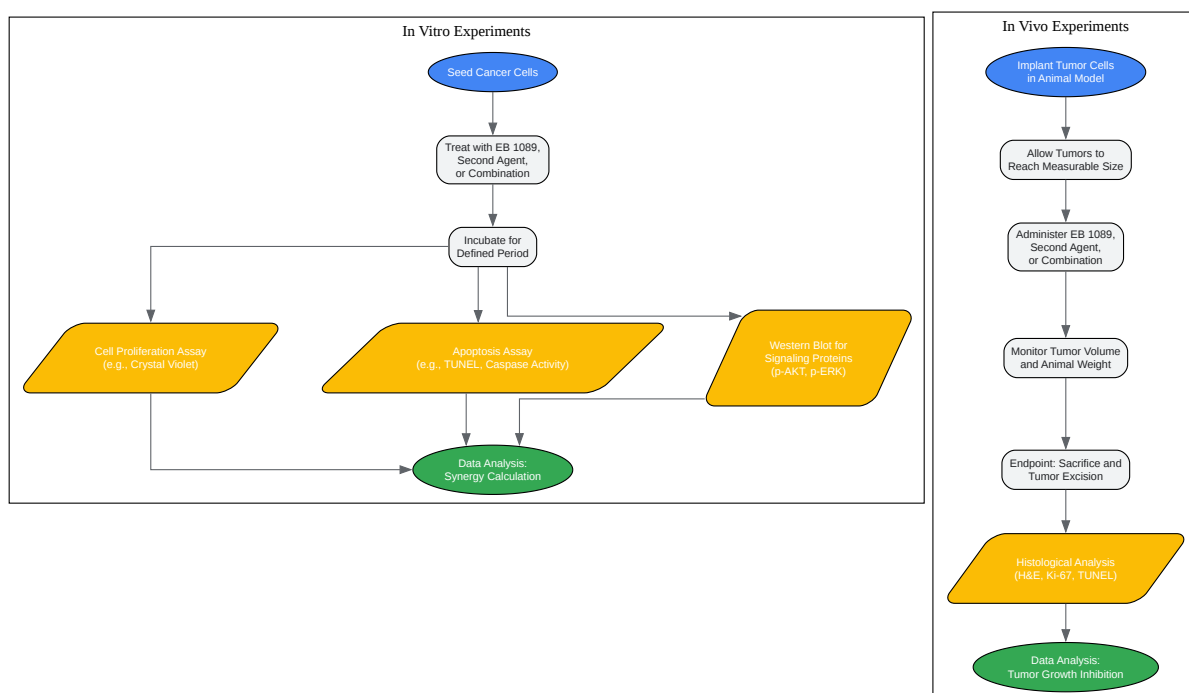 In Vitro Experiments
Seed Cancer Cells
Treat with EB 1089,
Second Agent,
or Combination
Incubate for
Defined Period
Cell Proliferation Assay
(e.g., Crystal Violet)
Apoptosis Assay
(e.g., TUNEL, Caspase Activity)
Western Blot for
Signaling Proteins
(p-AKT, p-ERK)
Data Analysis:
Synergy Calculation
In Vivo Experiments
Implant Tumor Cells
in Animal Model
Allow Tumors to
Reach Measurable Size
Administer EB 1089,
Second Agent,
or Combination
Monitor Tumor Volume
and Animal Weight
Endpoint: Sacrifice and
Tumor Excision
Histological Analysis
(H&E, Ki-67, TUNEL)
Data Analysis:
Tumor Growth Inhibition